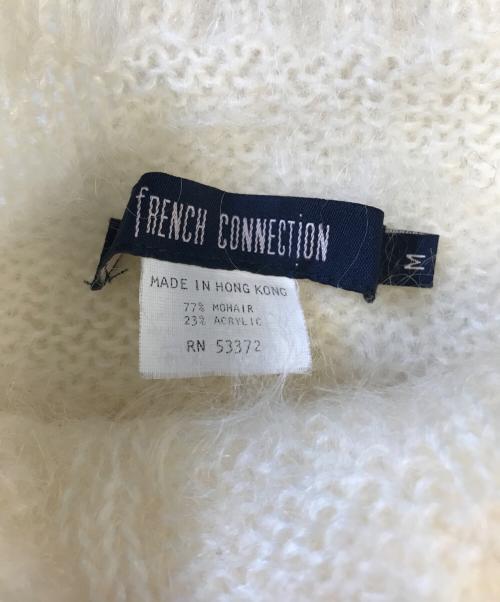 fRENCH CONNECTiON
M
MADE IN HONG KONG
77% MOHAIR
23% ACRYLIC
RN 53372